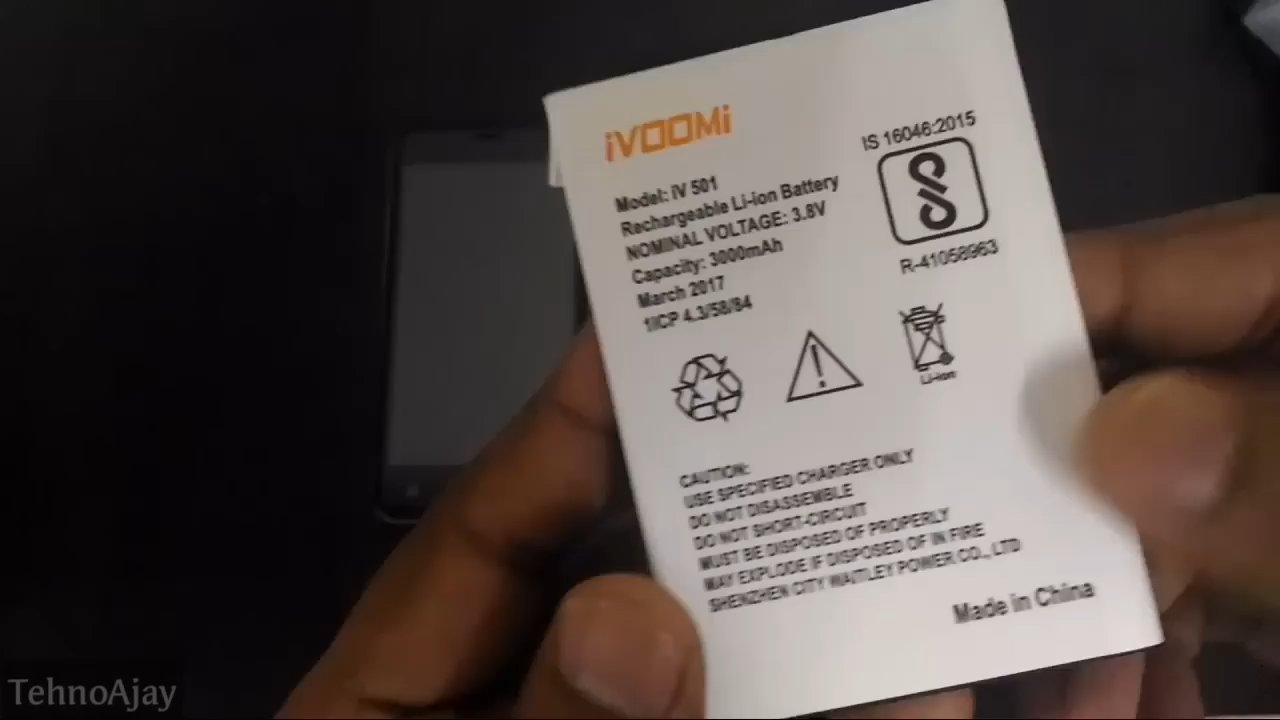 iVOOMi
Model: iV 501
Rechargeable Li-ion Battery
NOMINAL VOLTAGE: 3.8V
Capacity: 3000mAh
March 2017
1ICP 4.3/58/84
IS 16046:2015
R-41058963
Li-ion
CAUTION:
USE SPECIFIED CHARGER ONLY
DO NOT DISASSEMBLE
DO NOT SHORT-CIRCUIT
MUST BE DISPOSED OF PROPERLY
MAY EXPLODE IF DISPOSED OF IN FIRE
SHENZHEN CITY WAITLEY POWER CO., LTD
Made in China
TehnoAjay